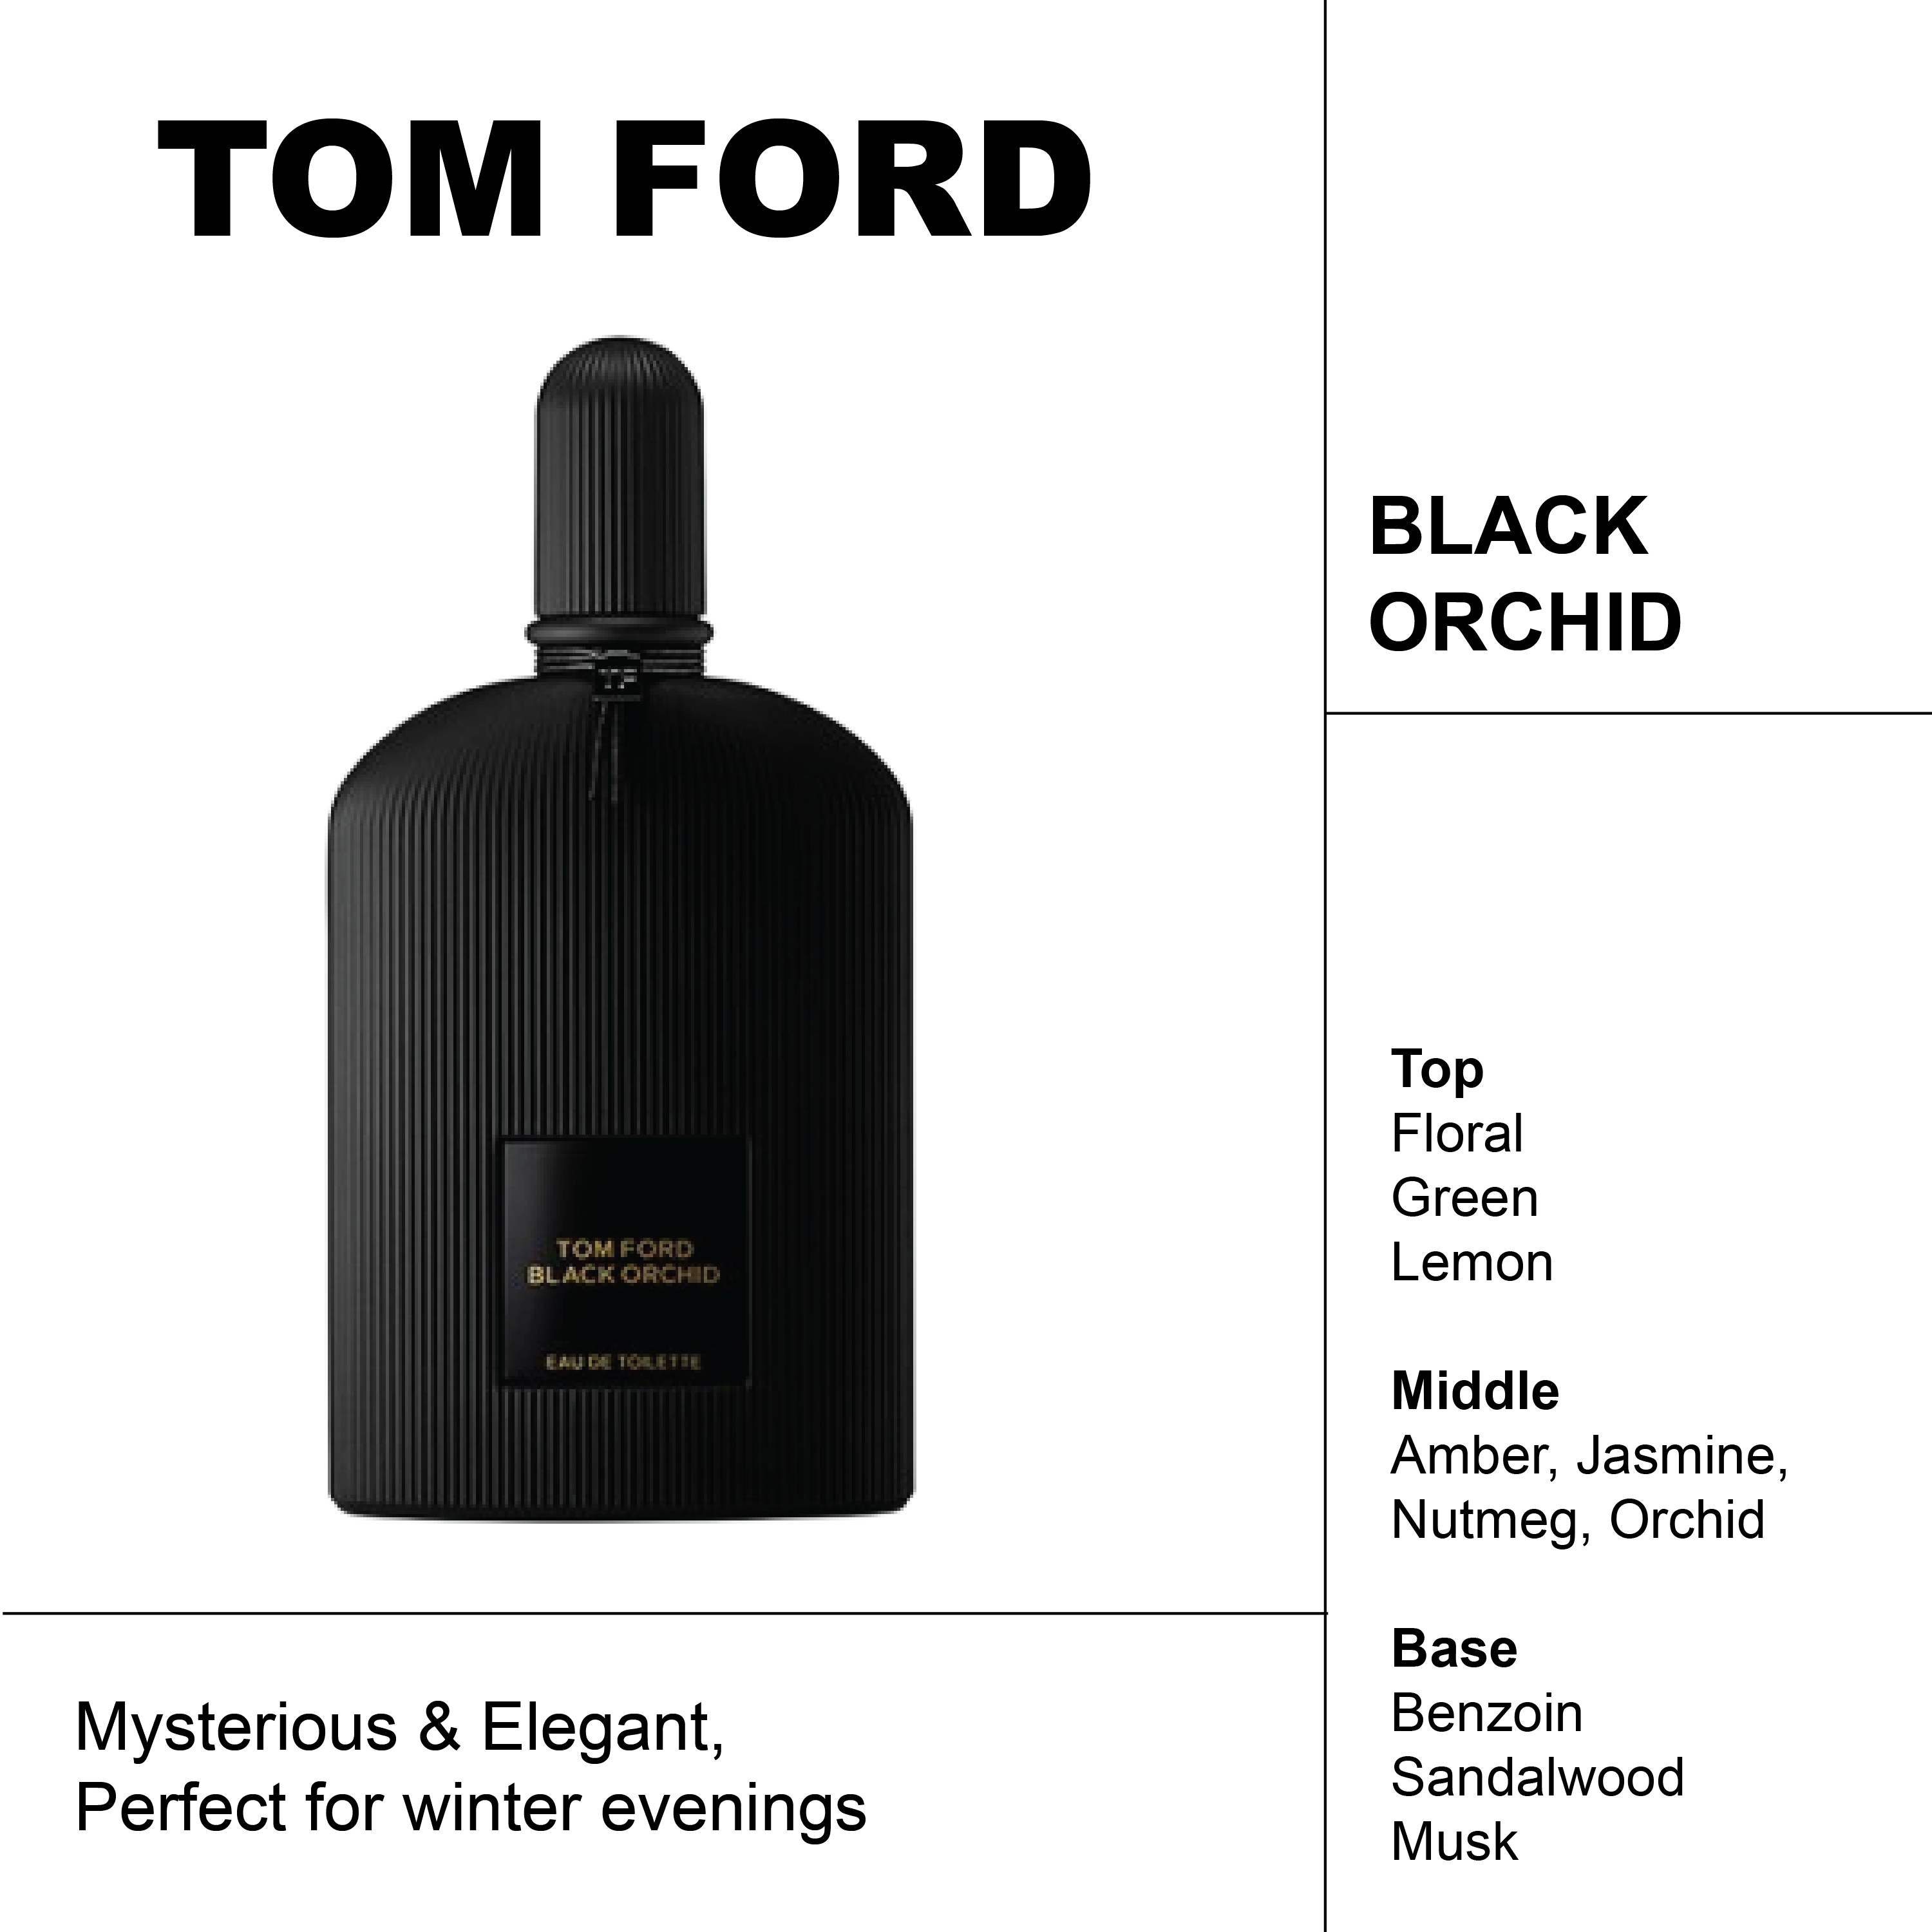 TOM FORD
TF
TOM FORD
BLACK ORCHID
EAU DE TOILETTE
Mysterious & Elegant,
Perfect for winter evenings
BLACK
ORCHID
Top
Floral
Green
Lemon
Middle
Amber, Jasmine,
Nutmeg, Orchid
Base
Benzoin
Sandalwood
Musk